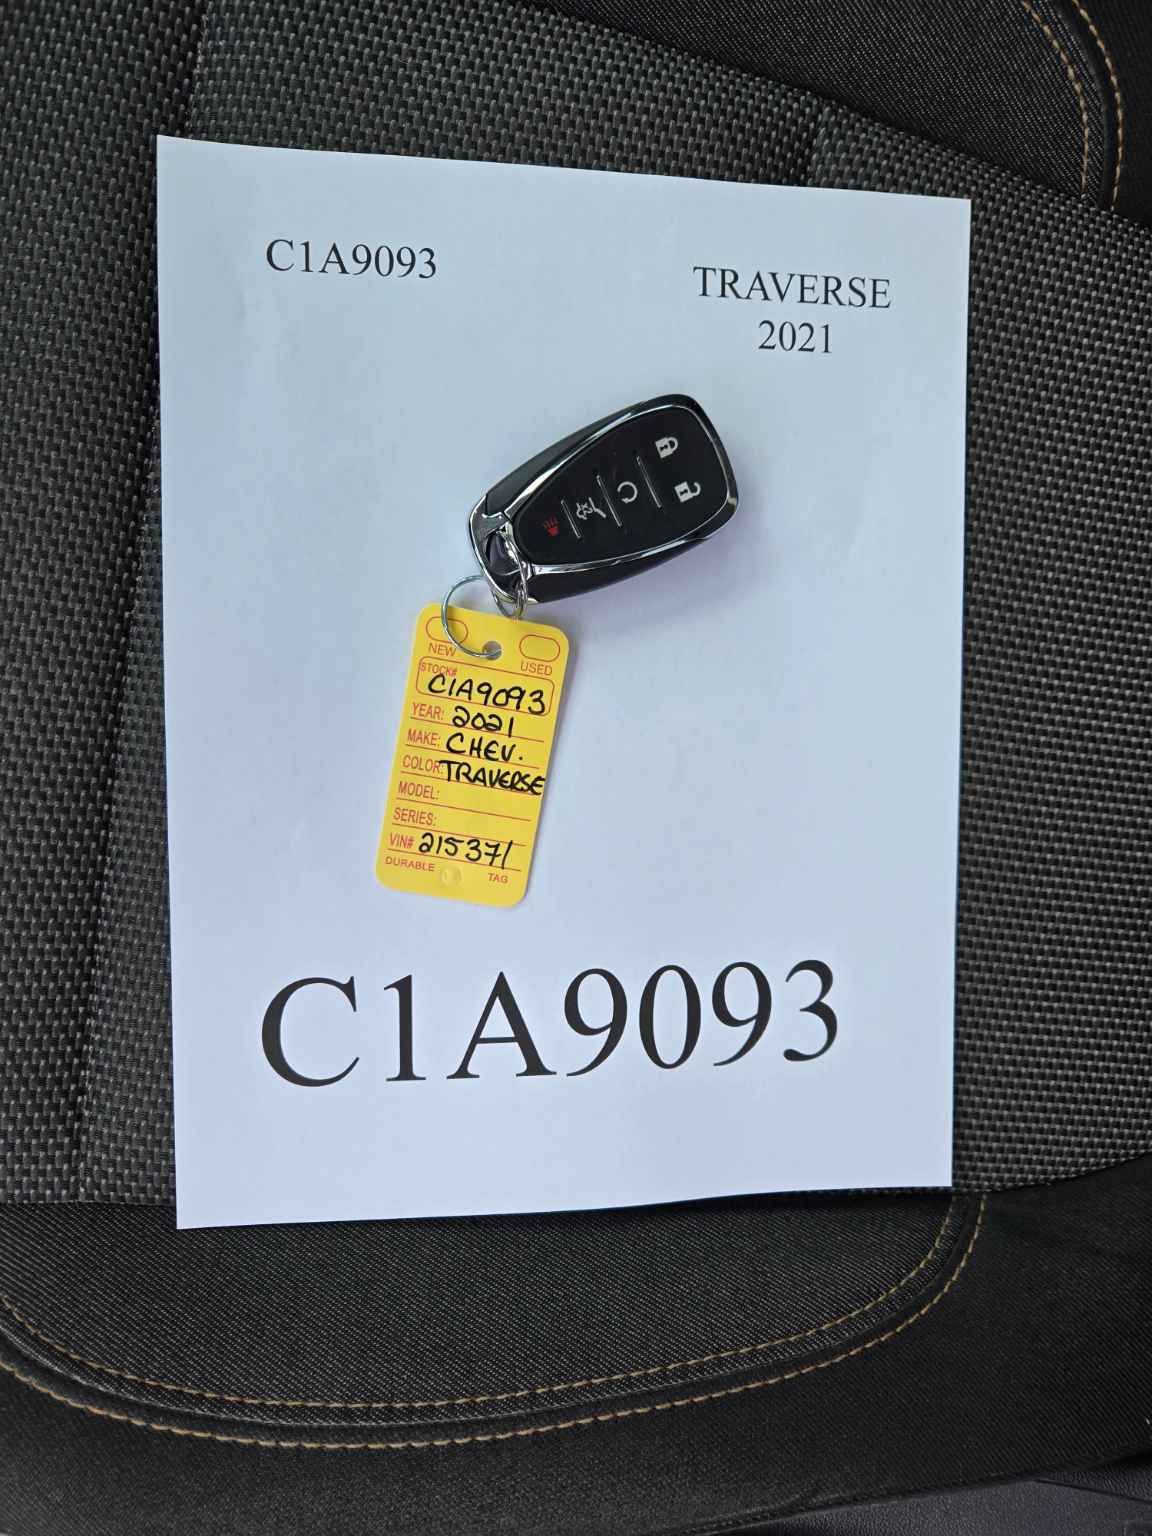 C1A9093
TRAVERSE
2021
NEW
USED
STOCK#
C1A9093
YEAR: 2021
MAKE: CHEV.
COLOR: TRAVERSE
MODEL:
SERIES:
VIN# 215371
DURABLE TAG
C1A9093